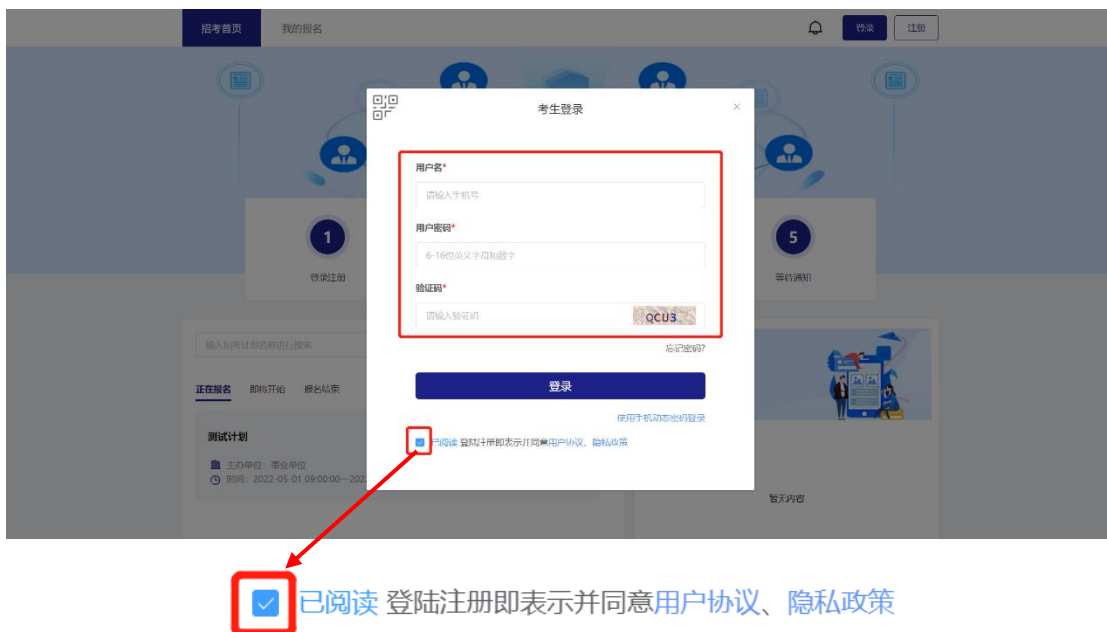 招考首页
我的报名
登录
注册
考生登录
用户名*
请输入手机号
用户密码*
6-16位英文字母和数字
验证码*
请输入验证码
QCU3
忘记密码?
登录
使用手机动态密码登录
已阅读 登陆注册即表示并同意用户协议、隐私政策
1
登录注册
5
等待通知
输入招考计划名称进行搜索
正在报名
即将开始
报名结束
测试计划
主办单位: 事业单位
时间: 2022-05-01 09:00:00—202
暂无内容
已阅读 登陆注册即表示并同意用户协议、隐私政策